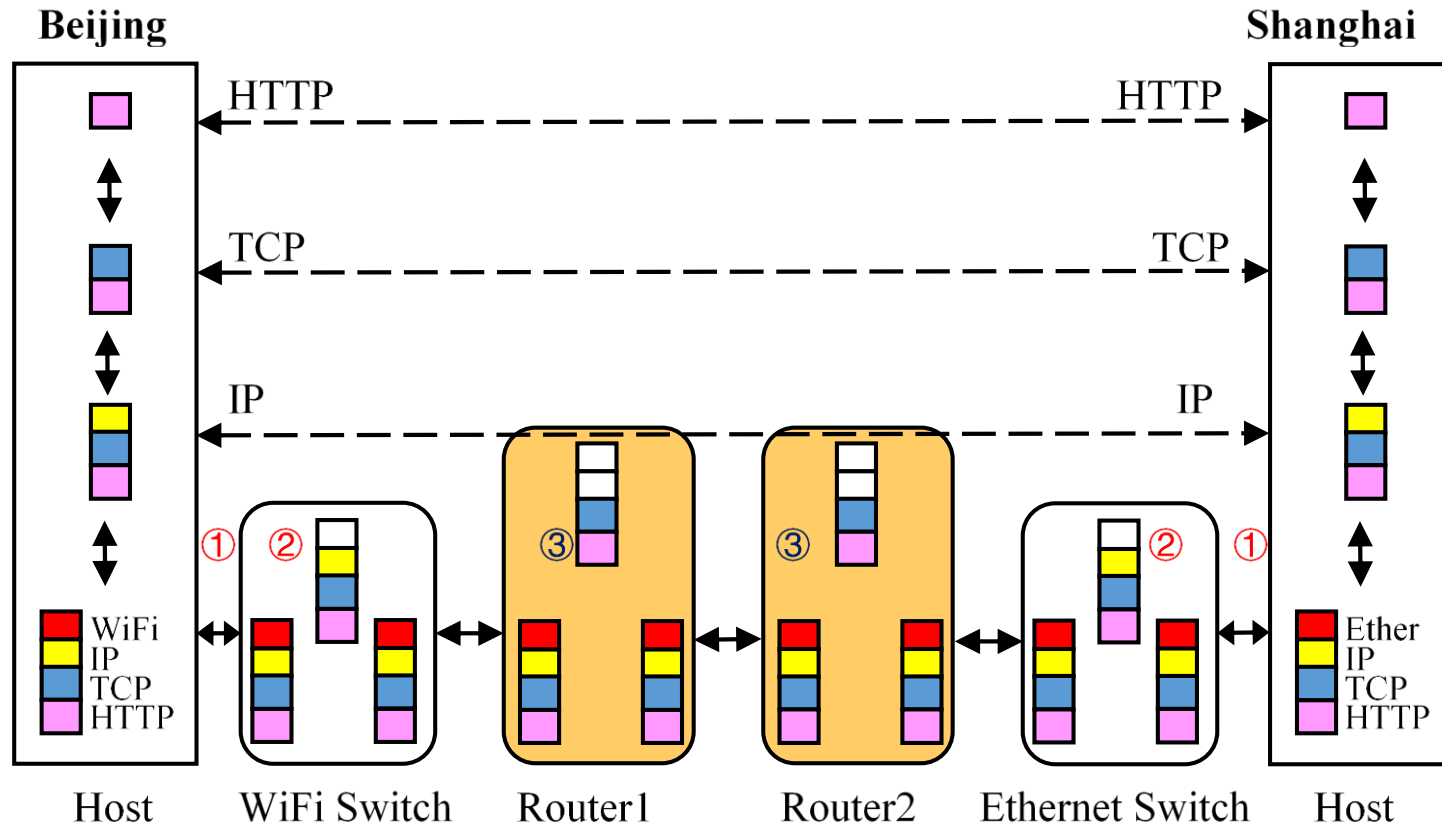 Beijing
Shanghai
HTTP
HTTP
TCP
TCP
IP
IP
① ② ③ ③ ② ①
WiFi
IP
TCP
HTTP
Ether
IP
TCP
HTTP
Host
WiFi Switch
Router1
Router2
Ethernet Switch
Host